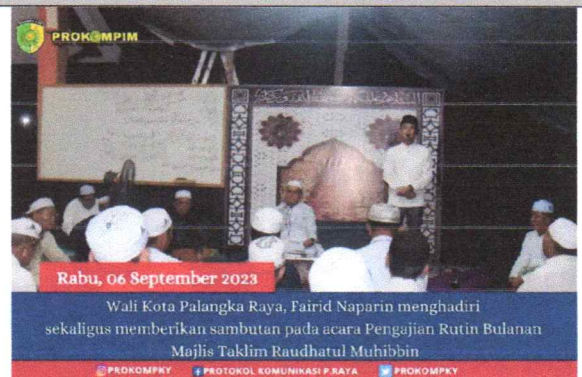 PROKOMPIM
Rabu, 06 September 2023
Wali Kota Palangka Raya, Fairid Naparin menghadiri
sekaligus memberikan sambutan pada acara Pengajian Rutin Bulanan
Majlis Taklim Raudhatul Muhibbin
PROKOMPKY PROTOKOL KOMUNIKASI P.RAYA PROKOMPKY